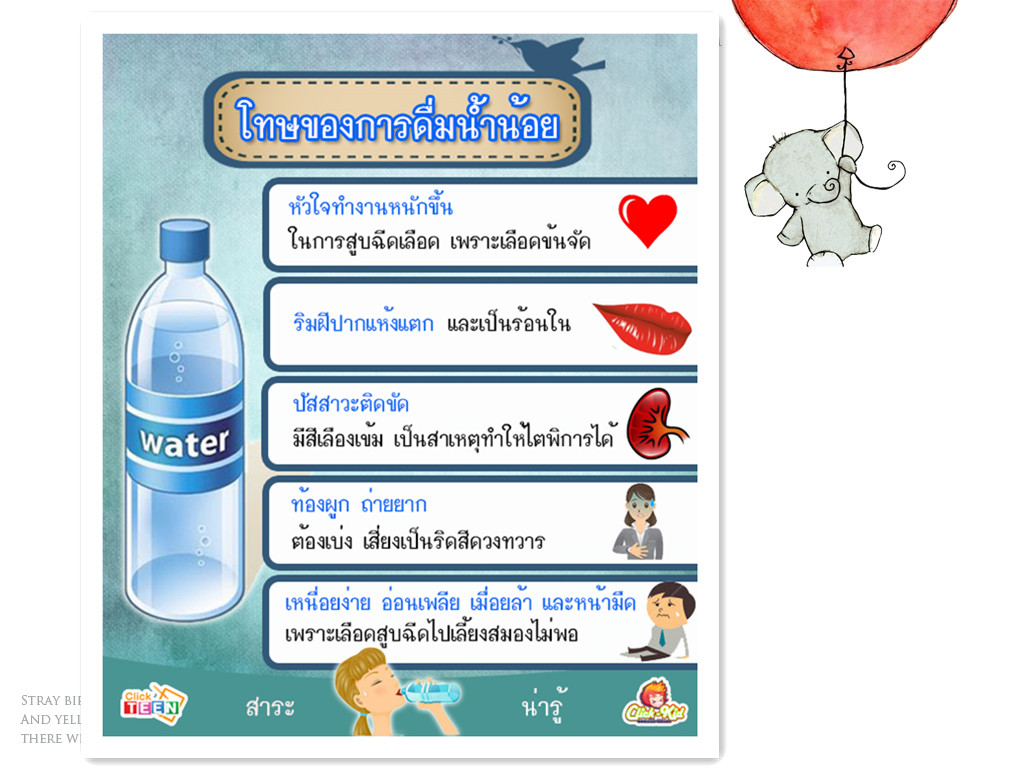 โทษของการดื่มน้ำน้อย
หัวใจทำงานหนักขึ้น
ในการสูบฉีดเลือด เพราะเลือดข้นจัด
ริมฝีปากแห้งแตก และเป็นร้อนใน
ปัสสาวะติดขัด
มีสีเลืองเข้ม เป็นสาเหตุทำให้ไตพิการได้
water
ท้องผูก ถ่ายยาก
ต้องเบ่ง เสี่ยงเป็นริดสีดวงทวาร
เหนื่อยง่าย อ่อนเพลีย เมื่อยล้า และหน้ามืด
เพราะเลือดสูบฉีดไปเลี้ยงสมองไม่พอ
Click
TEEN
สาระ
น่ารู้
Click2Kid
Stray bi
and yell
there w